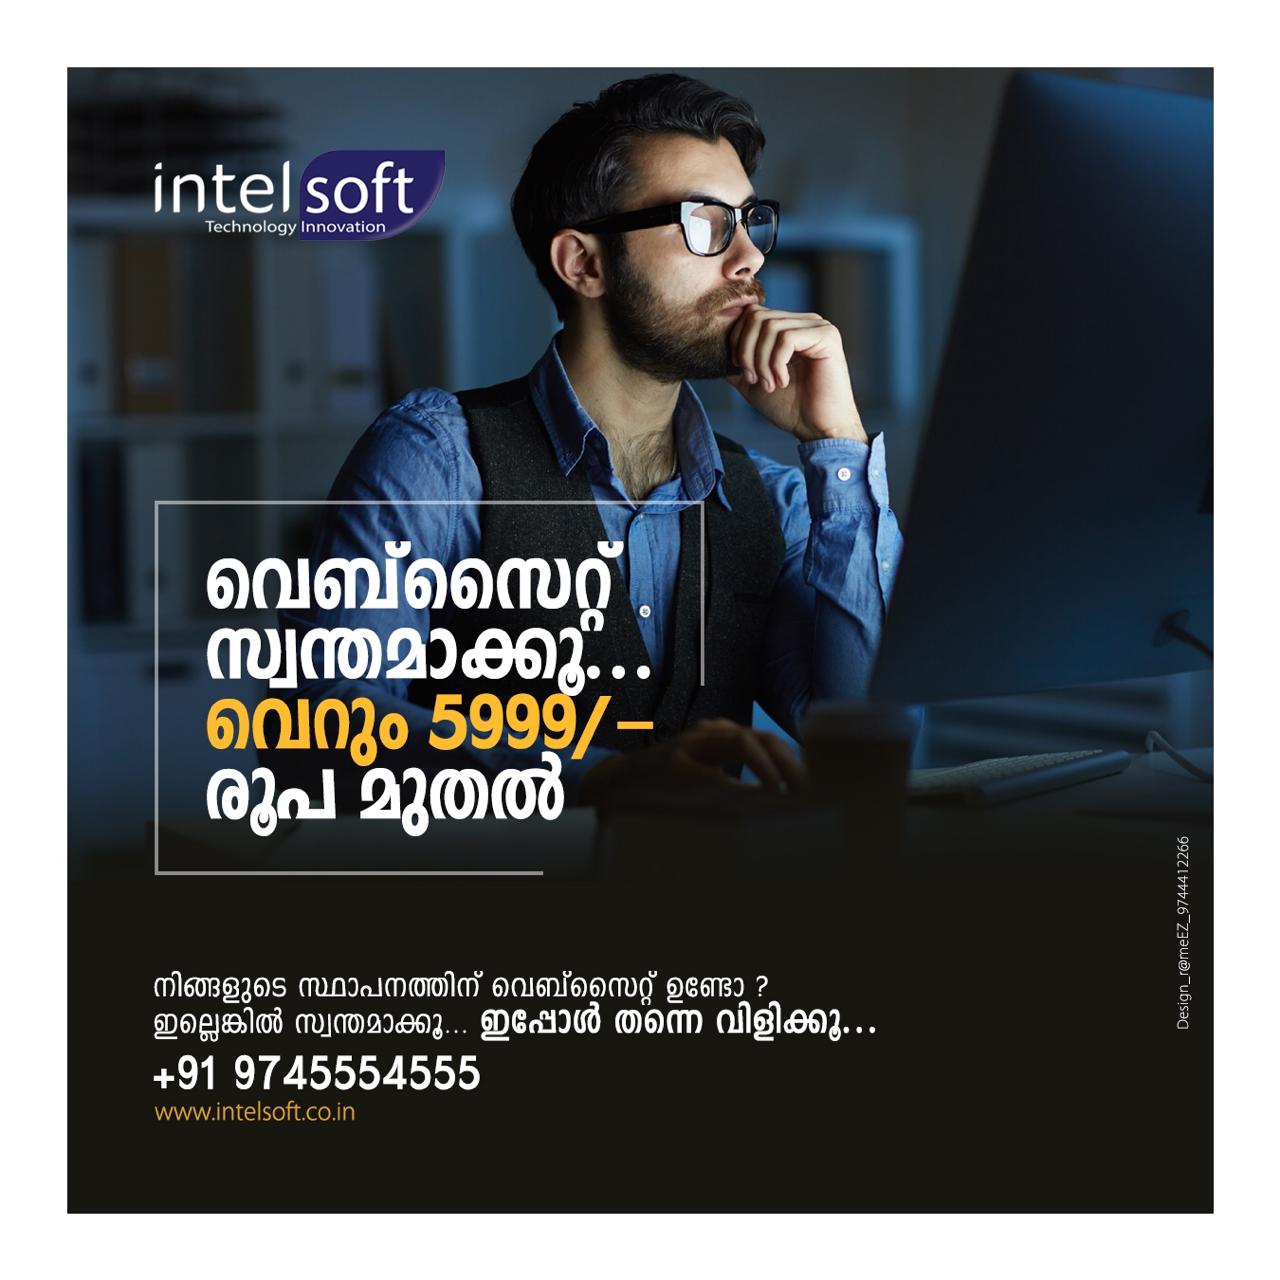 intelsoft
Technology Innovation
വെബ്സൈറ്റ്
സ്വന്തമാക്കൂ...
വെറും 5999/-
രൂപ മുതൽ
നിങ്ങളുടെ സ്ഥാപനത്തിന് വെബ്സൈറ്റ് ഉണ്ടോ ?
ഇല്ലെങ്കിൽ സ്വന്തമാക്കൂ... ഇപ്പോൾ തന്നെ വിളിക്കൂ...
+91 9745554555
www.intelsoft.co.in
Design_r@meEZ_9744412266